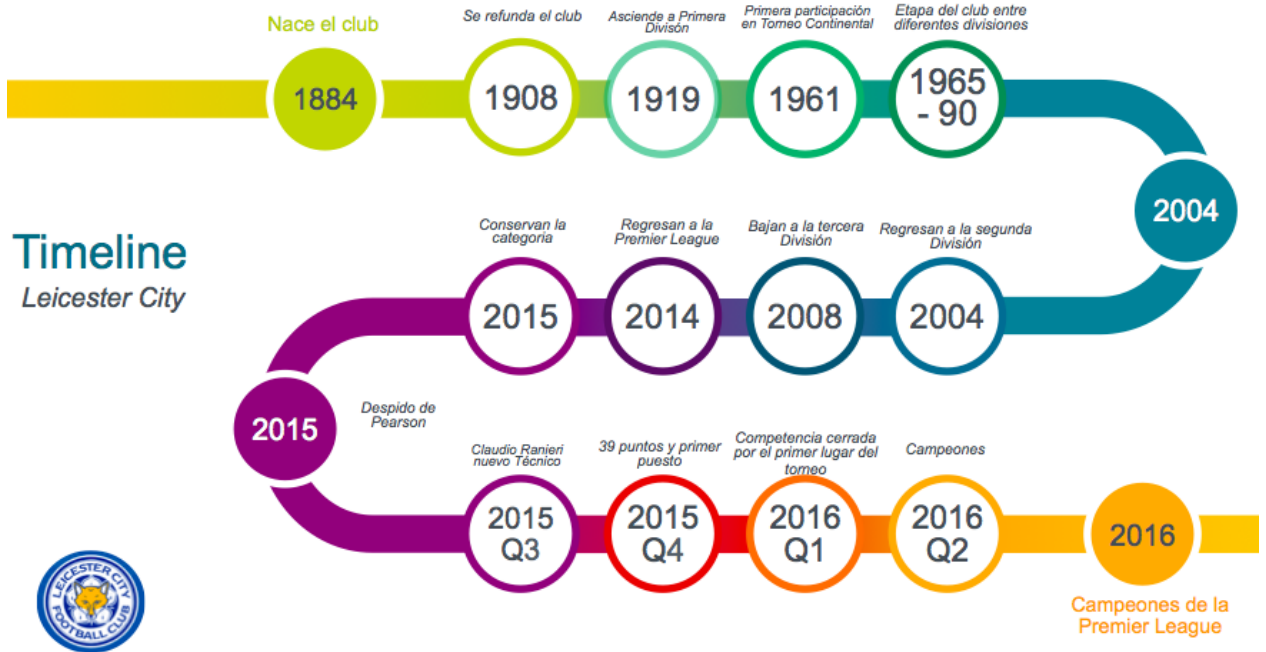 Nace el club
1884
Se refunda el club
1908
Asciende a Primera
Divisón
1919
Primera participación
en Torneo Continental
1961
Etapa del club entre
diferentes divisiones
1965
- 90
2004
Timeline
Leicester City
Regresan a la segunda
División
2004
Bajan a la tercera
División
2008
Regresan a la
Premier League
2014
Conservan la
categoria
2015
2015
Despido de
Pearson
Claudio Ranieri
nuevo Técnico
2015
Q3
39 puntos y primer
puesto
2015
Q4
Competencia cerrada
por el primer lugar del
torneo
2016
Q1
Campeones
2016
Q2
2016
Campeones de la
Premier League
LEICESTER CITY
FOOTBALL CLUB